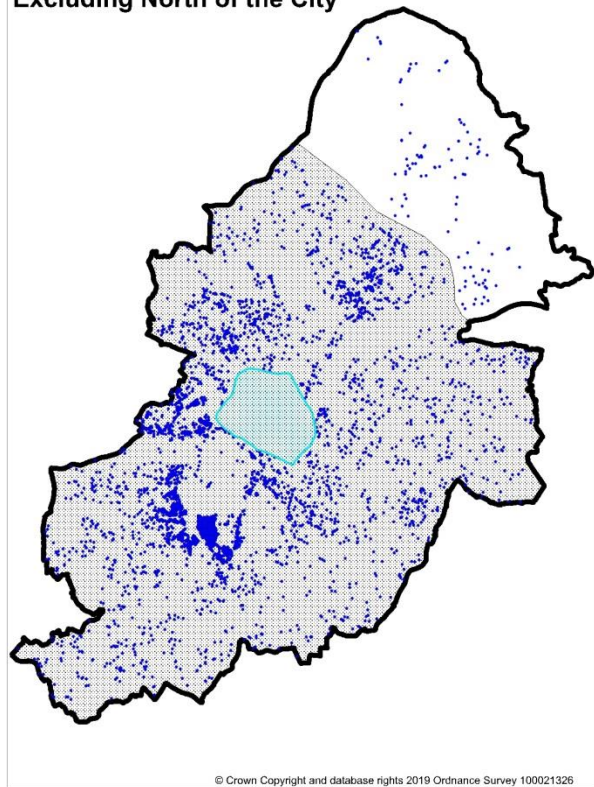 Excluding North of the City
© Crown Copyright and database rights 2019 Ordnance Survey 100021326